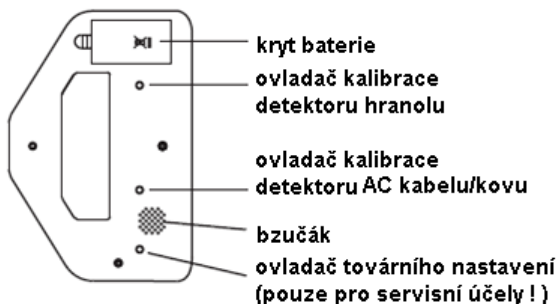 kryt baterie
ovladač kalibrace
detektoru hranolu
ovladač kalibrace
detektoru AC kabelu/kovu
bzučák
ovladač továrního nastavení
(pouze pro servisní účely ! )